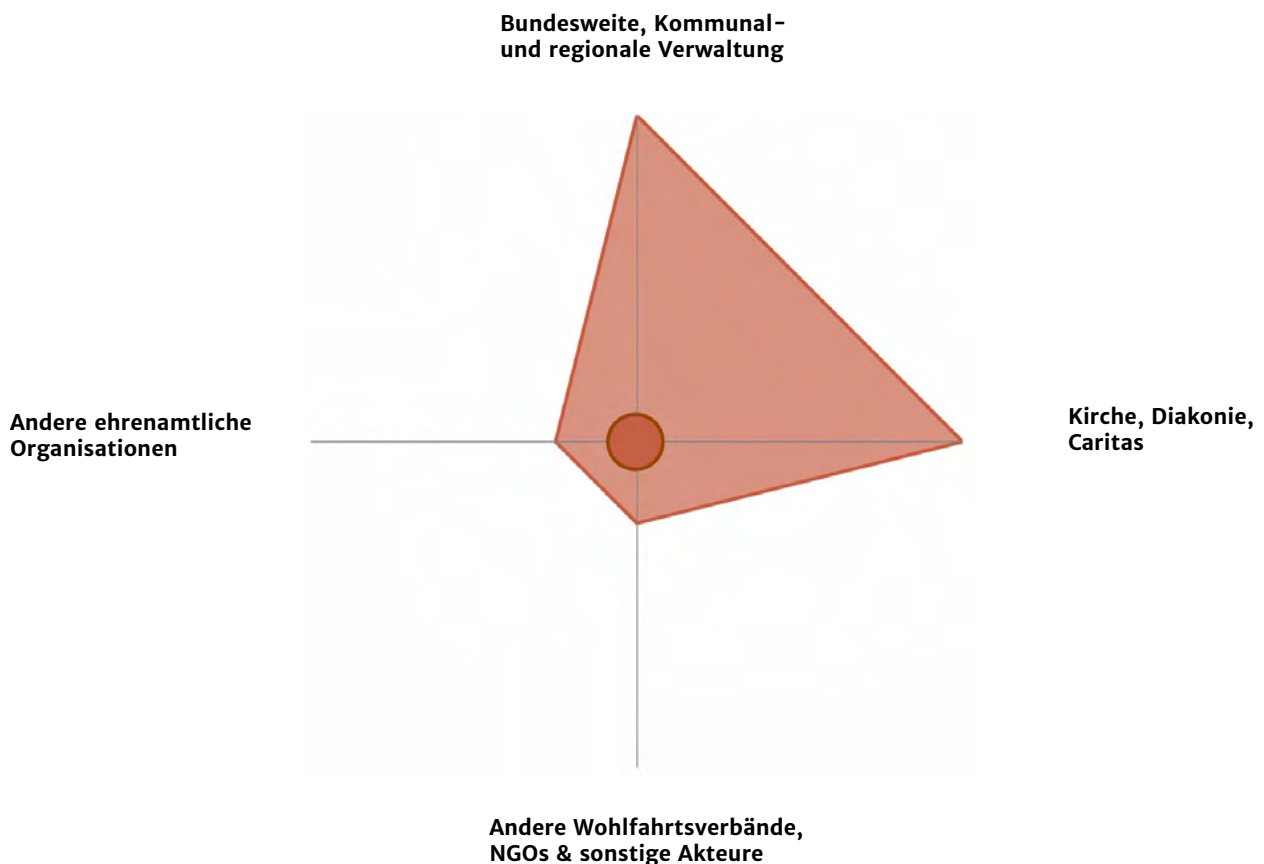 Bundesweite, Kommunal-
und regionale Verwaltung
Andere ehrenamtliche
Organisationen
Kirche, Diakonie,
Caritas
Andere Wohlfahrtsverbände,
NGOs & sonstige Akteure